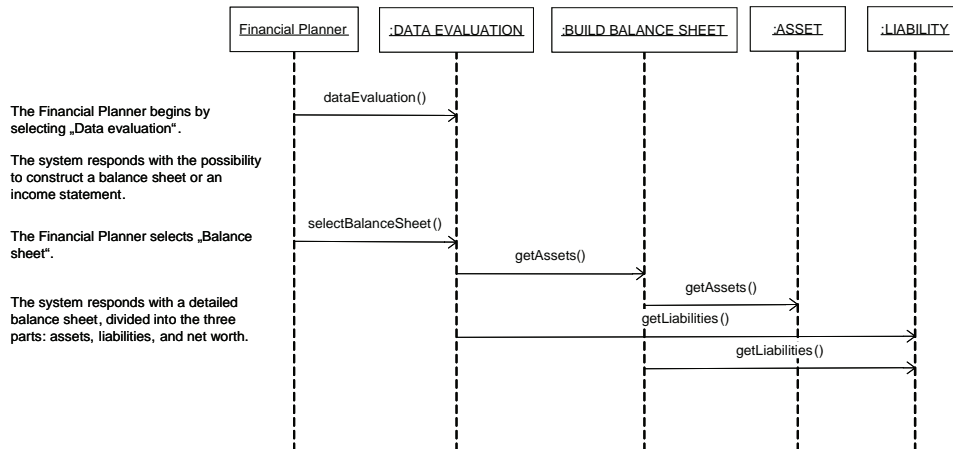 Financial Planner
:DATA EVALUATION
:BUILD BALANCE SHEET
:ASSET
:LIABILITY
dataEvaluation()
The Financial Planner begins by
selecting „Data evaluation“.
The system responds with the possibility
to construct a balance sheet or an
income statement.
selectBalanceSheet()
The Financial Planner selects „Balance
sheet“.
getAssets()
getAssets()
The system responds with a detailed
balance sheet, divided into the three
parts: assets, liabilities, and net worth.
getLiabilities()
getLiabilities()